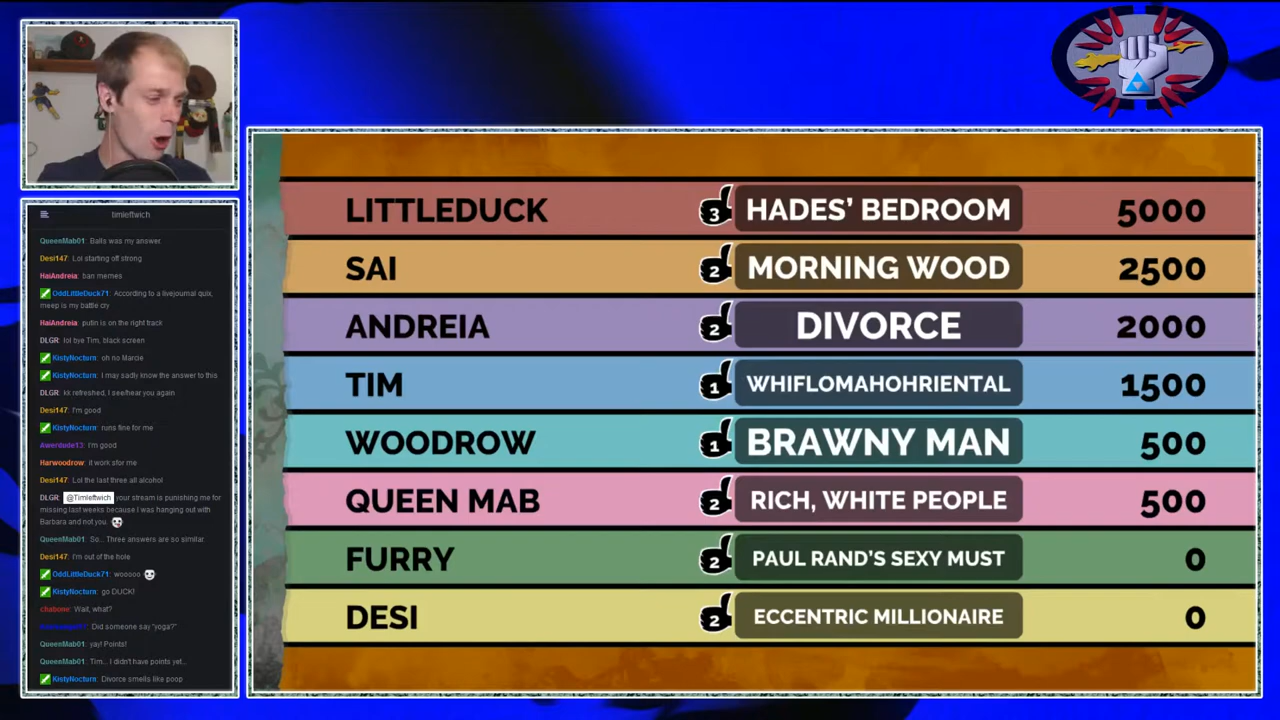 timleftwich
QueenMab01: Balls was my answer.
Desi147: Lol starting off strong
HaiAndreia: ban memes
OddLittleDuck71: According to a livejournal quix,
meep is my battle cry
HaiAndreia: putin is on the right track
DLGR: lol bye Tim, black screen
KistyNocturn: oh no Marcie
KistyNocturn: I may sadly know the answer to this
DLGR: kk refreshed, I see/hear you again
Desi147: I'm good
KistyNocturn: runs fine for me
Awerdude13: I'm good
Harwoodrow: it work sfor me
Desi147: Lol the last three all alcohol
DLGR: @Timleftwich your stream is punishing me for
missing last weeks because I was hanging out with
Barbara and not you.
QueenMab01: So... Three answers are so similar.
Desi147: I'm out of the hole
OddLittleDuck71: wooooo
KistyNocturn: go DUCK!
Wait, what?
Did someone say "yoga?"
QueenMab01: yay! Points!
QueenMab01: Tim... I didn't have points yet...
KistyNocturn: Divorce smells like poop
LITTLEDUCK 3 HADES' BEDROOM 5000
SAI 2 MORNING WOOD 2500
ANDREIA 2 DIVORCE 2000
TIM 1 WHIFLOMAHOHRIENTAL 1500
WOODROW 1 BRAWNY MAN 500
QUEEN MAB 2 RICH, WHITE PEOPLE 500
FURRY 2 PAUL RAND'S SEXY MUST 0
DESI 2 ECCENTRIC MILLIONAIRE 0